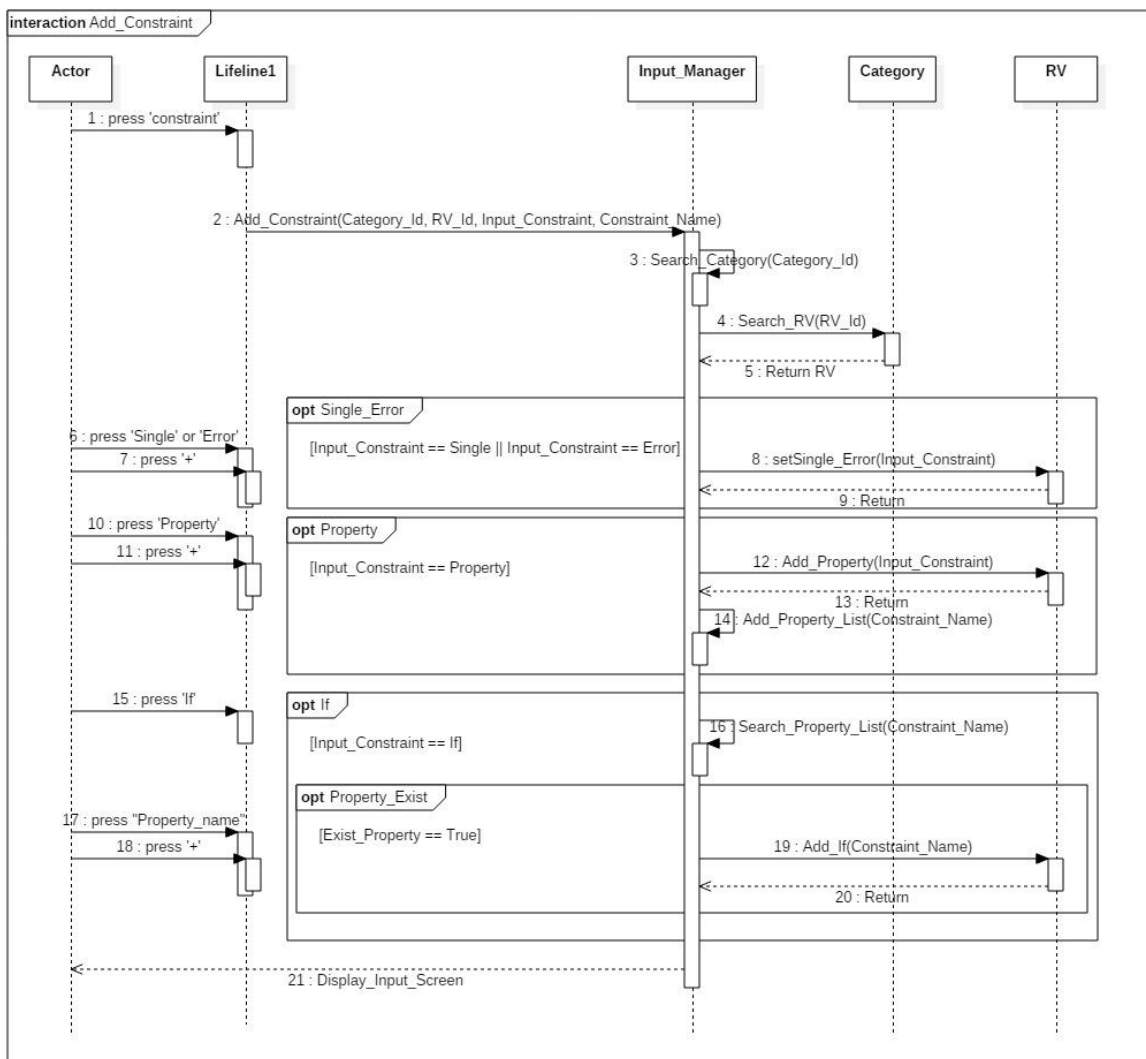 interaction Add_Constraint
Actor
Lifeline1
Input_Manager
Category
RV
1 : press 'constraint'
2 : Add_Constraint(Category_Id, RV_Id, Input_Constraint, Constraint_Name)
3 : Search_Category(Category_Id)
4 : Search_RV(RV_Id)
5 : Return RV
opt Single_Error
6 : press 'Single' or 'Error'
[Input_Constraint == Single || Input_Constraint == Error]
7 : press '+'
8 : setSingle_Error(Input_Constraint)
9 : Return
10 : press 'Property'
opt Property
11 : press '+'
[Input_Constraint == Property]
12 : Add_Property(Input_Constraint)
13 : Return
14 : Add_Property_List(Constraint_Name)
15 : press 'If'
opt If
16 : Search_Property_List(Constraint_Name)
[Input_Constraint == If]
opt Property_Exist
17 : press "Property_name"
[Exist_Property == True]
18 : press '+'
19 : Add_If(Constraint_Name)
20 : Return
21 : Display_Input_Screen